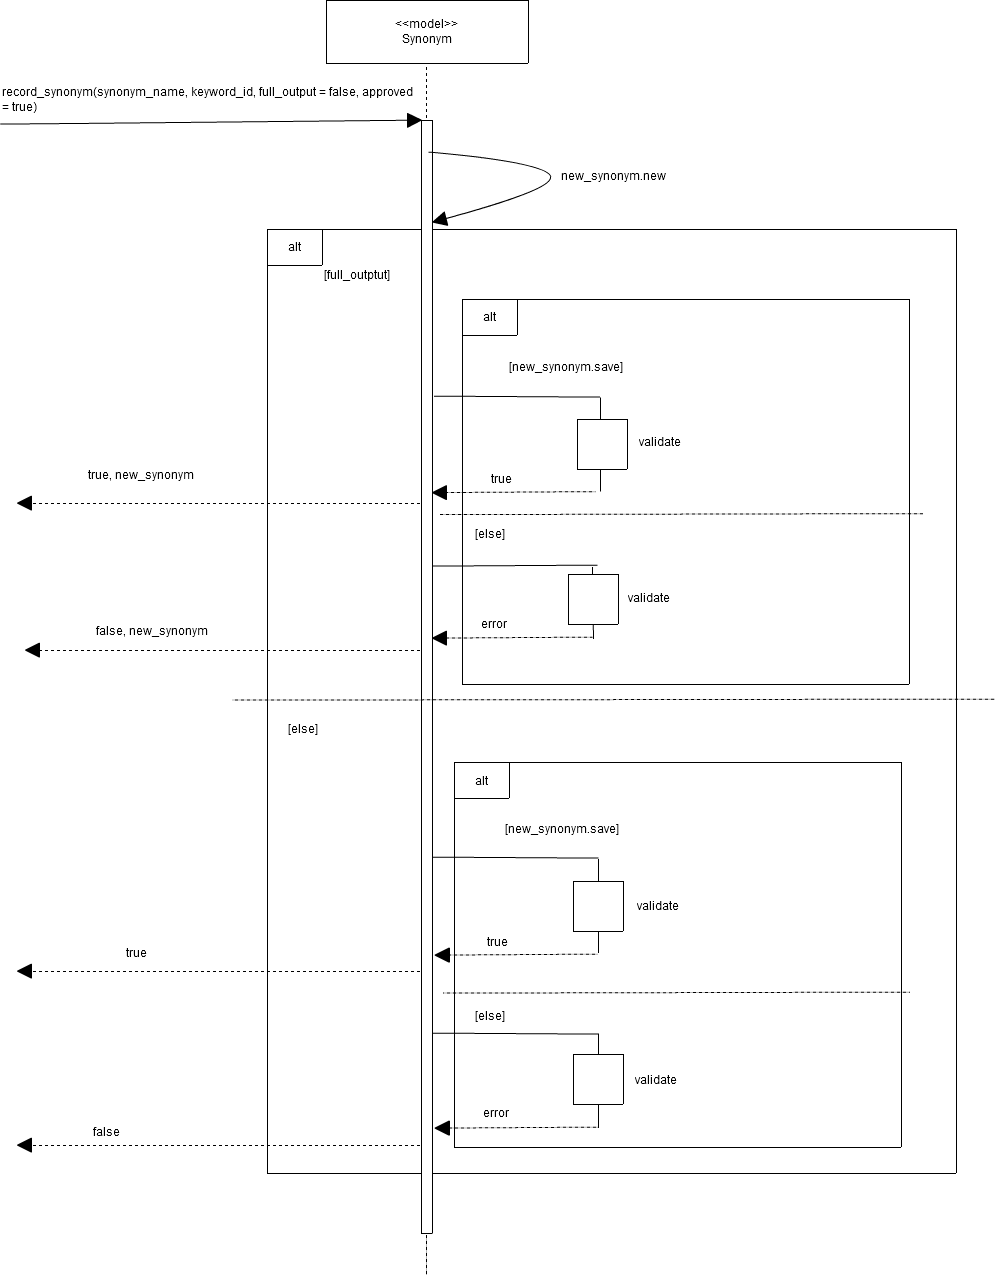 <<model>>
Synonym
record_synonym(synonym_name, keyword_id, full_output = false, approved
= true)
new_synonym.new
alt
[full_outptut]
alt
[new_synonym.save]
validate
true, new_synonym
true
[else]
validate
error
false, new_synonym
[else]
alt
[new_synonym.save]
validate
true
true
[else]
validate
error
false